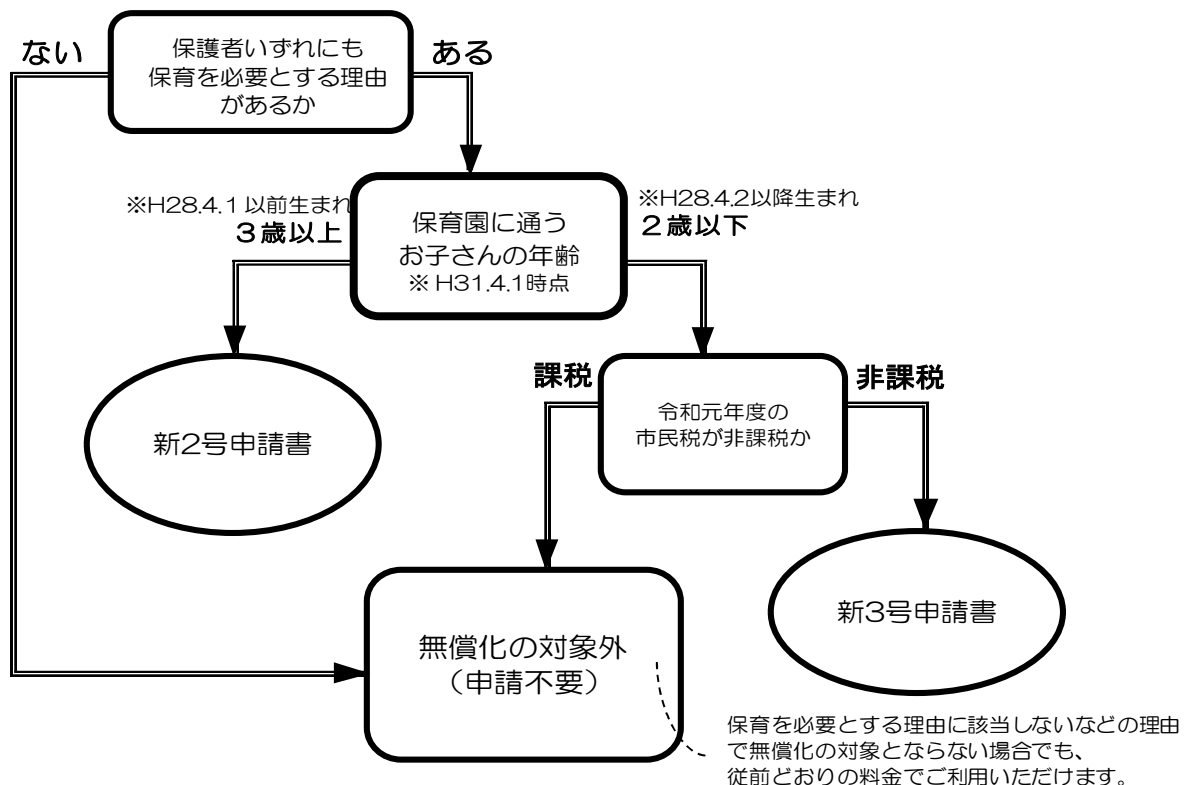 ない
保護者いずれにも
保育を必要とする理由
があるか
ある
※H28.4.1以前生まれ
3歳以上
保育園に通う
お子さんの年齢
※ H31.4.1時点
※H28.4.2以降生まれ
2歳以下
新2号申請書
課税
令和元年度の
市民税が非課税か
非課税
無償化の対象外
（申請不要）
新3号申請書
保育を必要とする理由に該当しないなどの理由
で無償化の対象とならない場合でも、
従前どおりの料金でご利用いただけます。